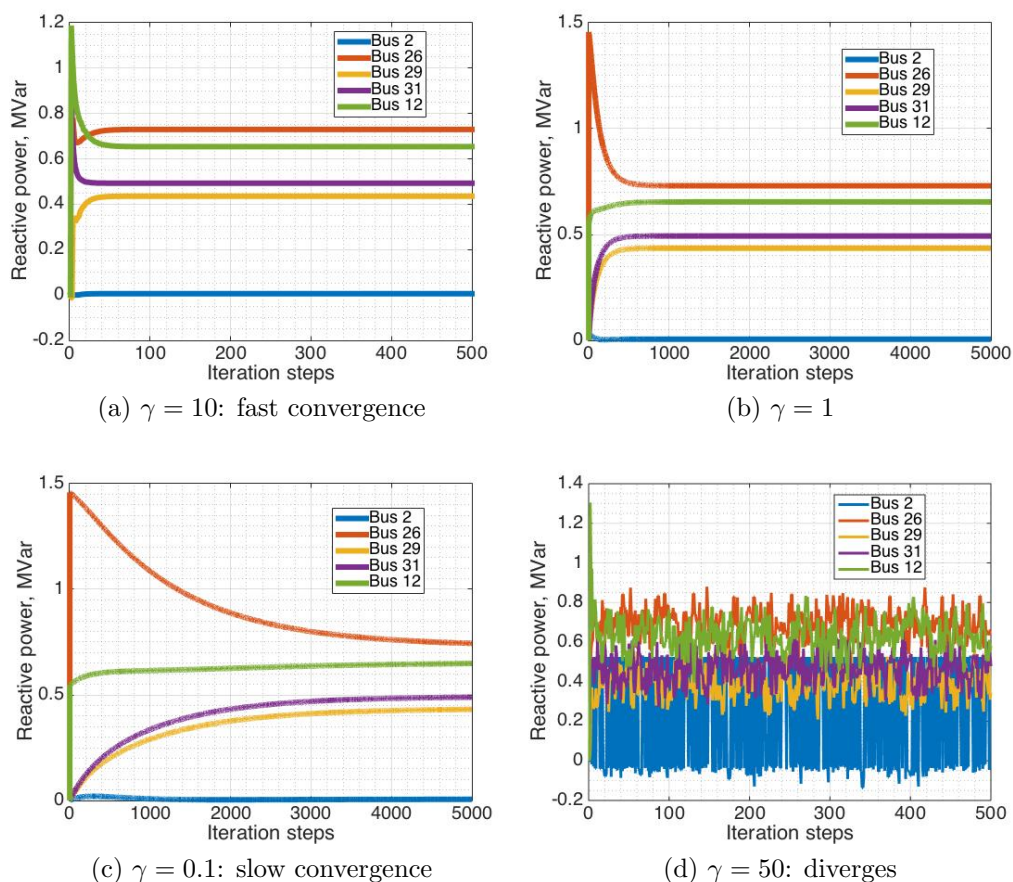 1.2
1
0.8
0.6
0.4
0.2
0
-0.2
Reactive power, MVar
Bus 2
Bus 26
Bus 29
Bus 31
Bus 12
0 100 200 300 400 500
Iteration steps
(a) γ = 10: fast convergence
1.5
1
0.5
0
Reactive power, MVar
Bus 2
Bus 26
Bus 29
Bus 31
Bus 12
0 1000 2000 3000 4000 5000
Iteration steps
(b) γ = 1
1.5
1
0.5
0
Reactive power, MVar
Bus 2
Bus 26
Bus 29
Bus 31
Bus 12
0 1000 2000 3000 4000 5000
Iteration steps
(c) γ = 0.1: slow convergence
1.4
1.2
1
0.8
0.6
0.4
0.2
0
-0.2
Reactive power, MVar
Bus 2
Bus 26
Bus 29
Bus 31
Bus 12
0 100 200 300 400 500
Iteration steps
(d) γ = 50: diverges